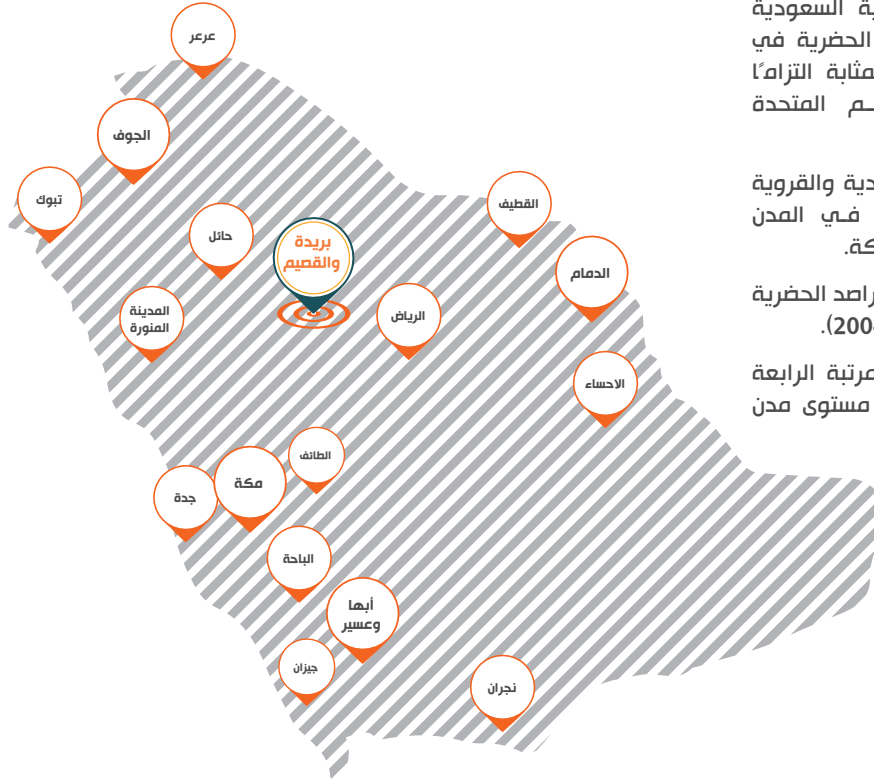 ية السعودية
الحضرية في
مثابة التزامًا
ـم المتحدة
دية والقروية
فـي المدن
كة.
راصد الحضرية
200).
مرتبة الرابعة
مستوى مدن
عرعر
الجوف
تبوك
حائل
بريدة
والقصيم
القطيف
الدمام
المدينة
المنورة
الرياض
الاحساء
الطائف
مكة
جدة
الباحة
أبها
وعسير
جيزان
نجران